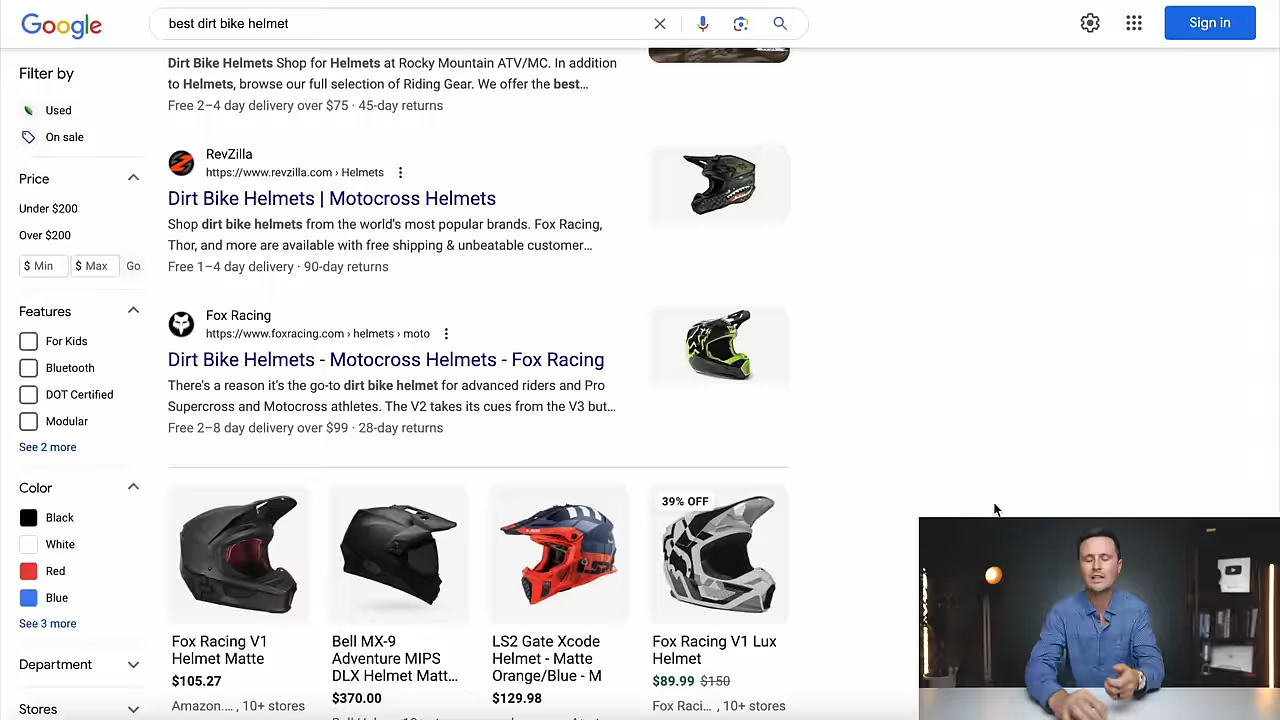 Google
best dirt bike helmet
Sign in
Filter by
Used
On sale
Price
Under $200
Over $200
$ Min
$ Max
Go
Features
For Kids
Bluetooth
DOT Certified
Modular
See 2 more
Color
Black
White
Red
Blue
See 3 more
Department
Stores
Dirt Bike Helmets Shop for Helmets at Rocky Mountain ATV/MC. In addition
to Helmets, browse our full selection of Riding Gear. We offer the best...
Free 2–4 day delivery over $75 · 45-day returns
RevZilla
https://www.revzilla.com › Helmets
Dirt Bike Helmets | Motocross Helmets
Shop dirt bike helmets from the world's most popular brands. Fox Racing,
Thor, and more are available with free shipping & unbeatable customer...
Free 1–4 day delivery · 90-day returns
Fox Racing
https://www.foxracing.com › helmets › moto
Dirt Bike Helmets - Motocross Helmets - Fox Racing
There's a reason it's the go-to dirt bike helmet for advanced riders and Pro
Supercross and Motocross athletes. The V2 takes its cues from the V3 but...
Free 2–8 day delivery over $99 · 28-day returns
Fox Racing V1
Helmet Matte
$105.27
Amazon.... , 10+ stores
Bell MX-9
Adventure MIPS
DLX Helmet Matt...
$370.00
LS2 Gate Xcode
Helmet - Matte
Orange/Blue - M
$129.98
39% OFF
Fox Racing V1 Lux
Helmet
$89.99 $150
Fox Raci... , 10+ stores